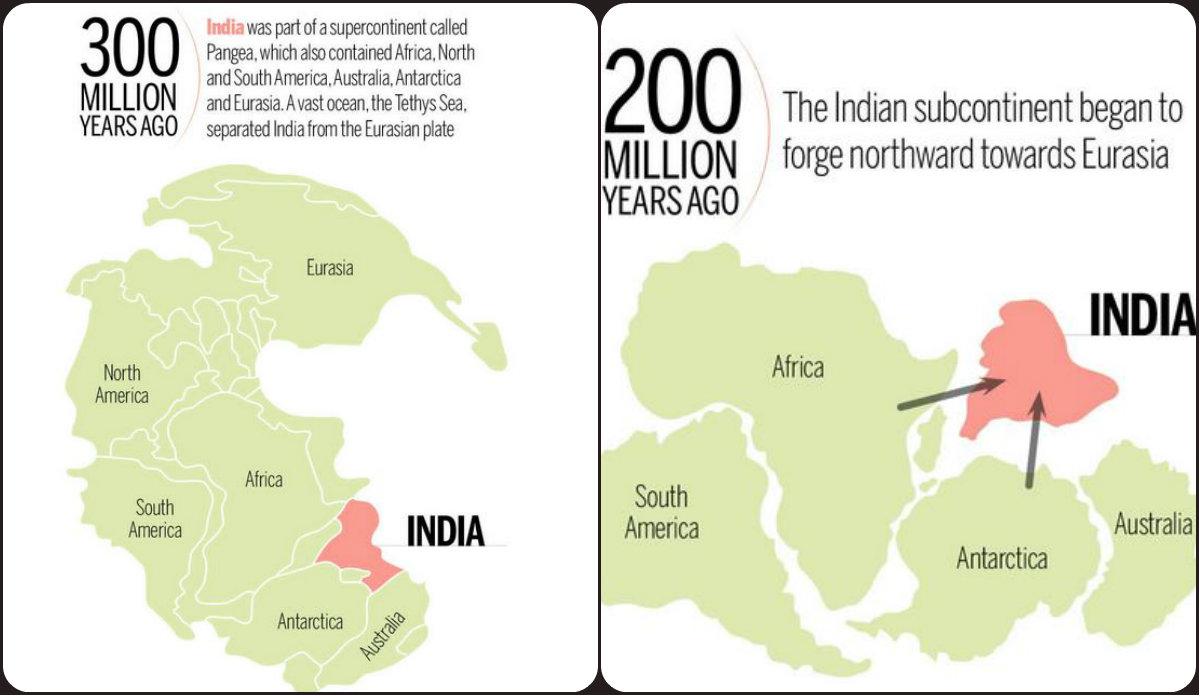 300
MILLION
YEARS AGO
India was part of a supercontinent called
Pangea, which also contained Africa, North
and South America, Australia, Antarctica
and Eurasia. A vast ocean, the Tethys Sea,
separated India from the Eurasian plate
Eurasia
North
America
Africa
South
America
INDIA
Antarctica
Australia
200
MILLION
YEARS AGO
The Indian subcontinent began to
forge northward towards Eurasia
INDIA
Africa
South
America
Australia
Antarctica